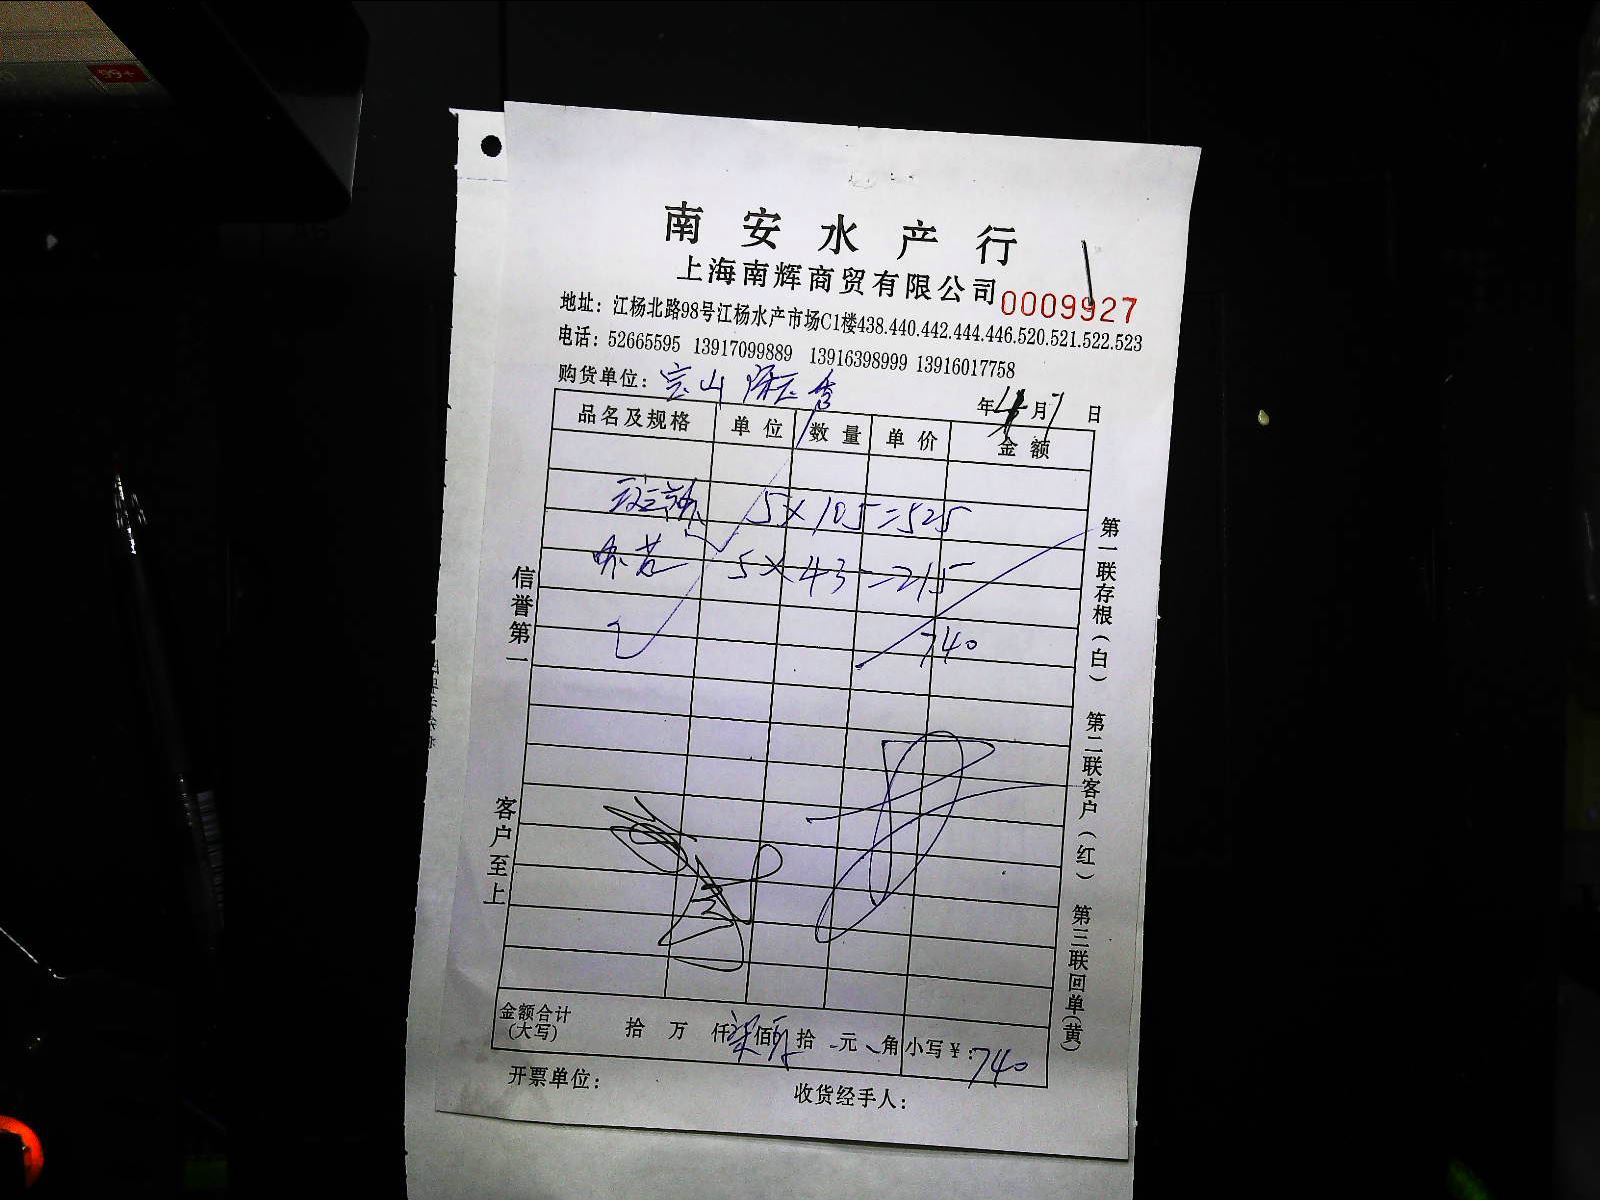 99+
南安水产行
上海南辉商贸有限公司
0009927
地址：江杨北路98号江杨水产市场C1楼438.440.442.444.446.520.521.522.523
电话：52665595 13917099889 13916398999 13916017758
购货单位：宝山
年 月 7 日
品名及规格 单位 数量 单价 金额
5×105=525
5×43=215
740
信誉第一
客户至上
第一联存根(白) 第二联客户(红) 第三联回单(黄)
金额合计(大写) 拾 万 仟 柒 佰 肆 拾 元 角 小写¥：740
开票单位： 收货经手人：